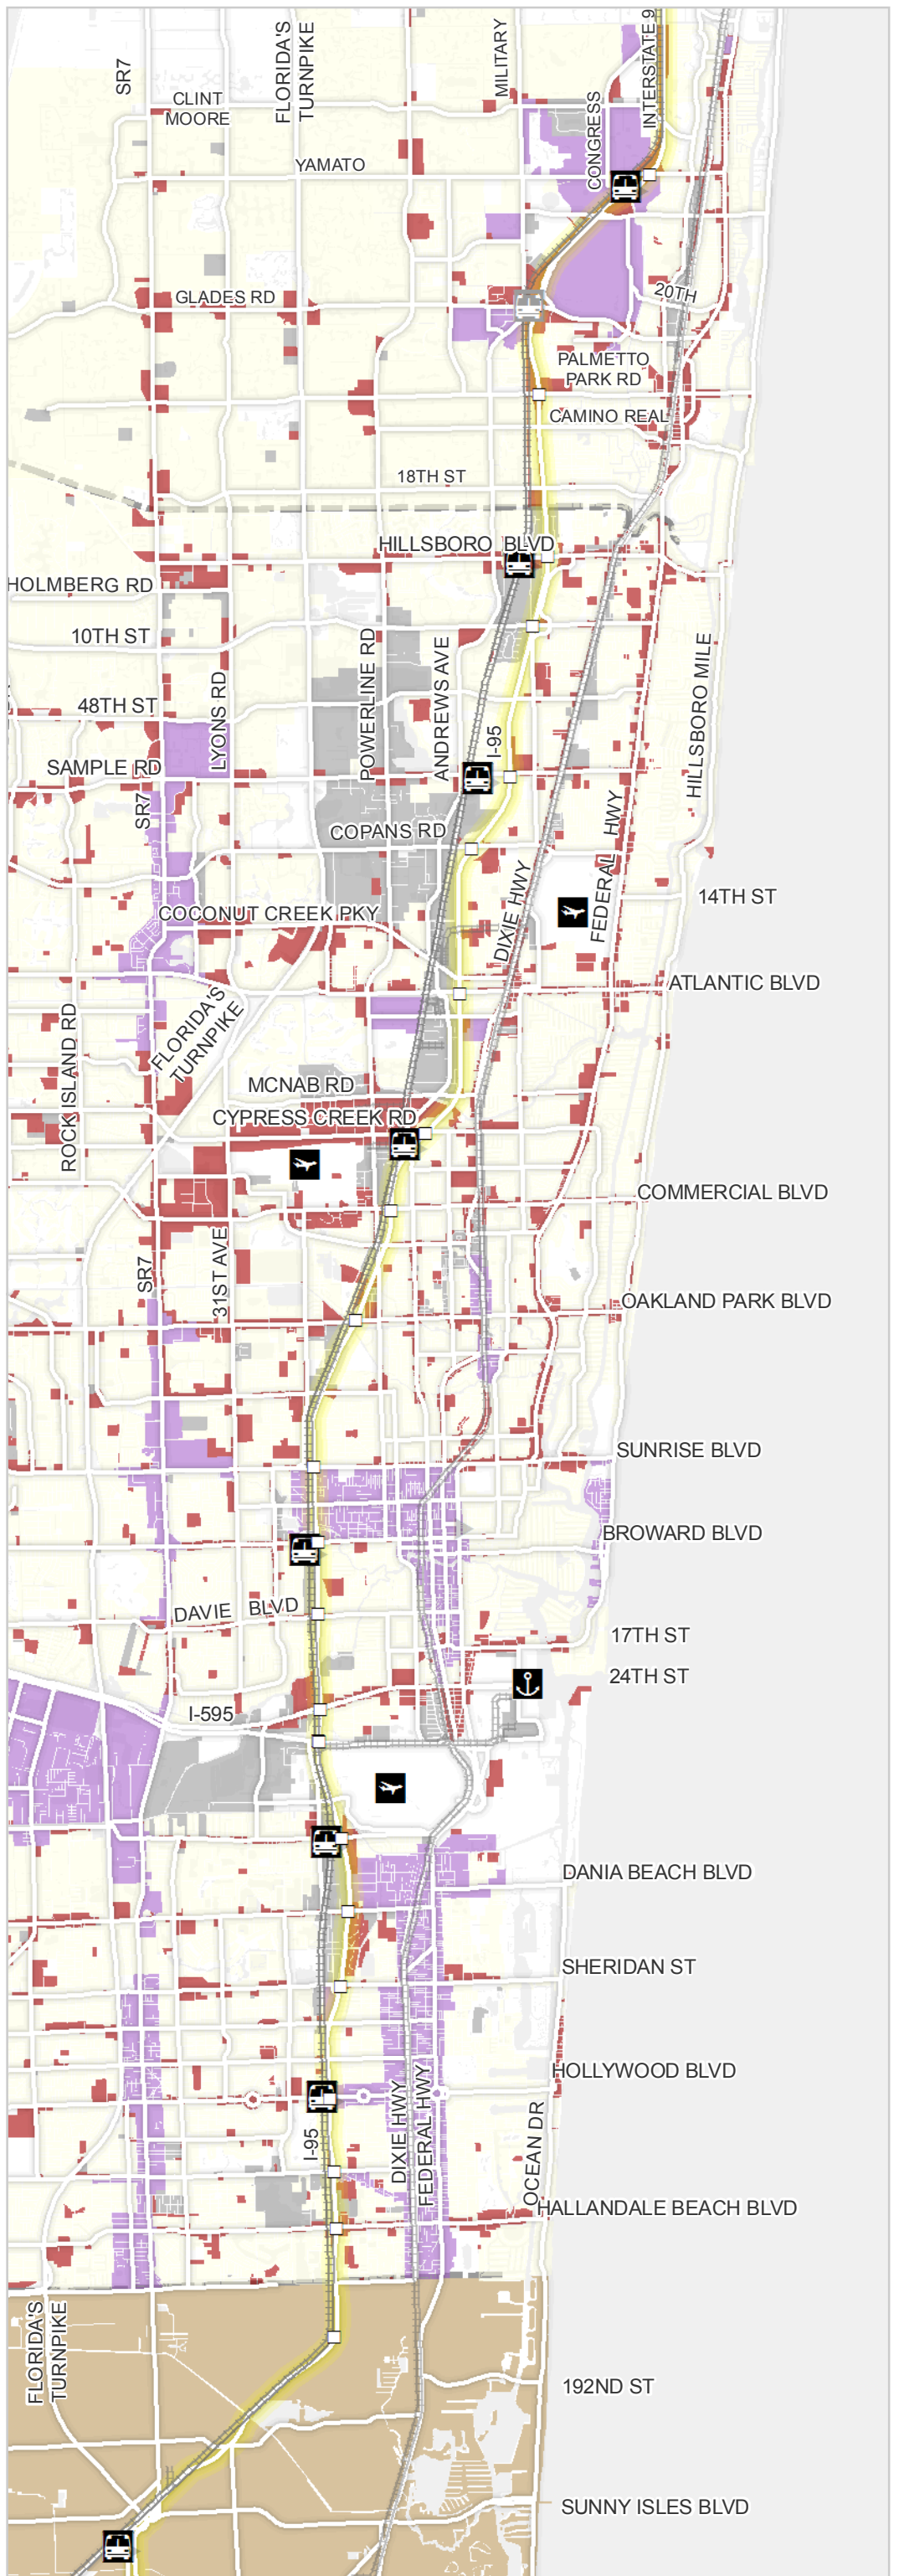 SR7
FLORIDA'S
TURNPIKE
MILITARY
INTERSTATE 9
CLINT
MOORE
CONGRESS
YAMATO
GLADES RD
20TH
PALMETTO
PARK RD
CAMINO REAL
18TH ST
HILLSBORO BLVD
HOLMBERG RD
10TH ST
POWERLINE RD
ANDREWS AVE
HILLSBORO MILE
LYONS RD
48TH ST
I-95
SAMPLE RD
SR7
COPANS RD
FEDERAL HWY
DIXIE HWY
14TH ST
COCONUT CREEK PKY
ATLANTIC BLVD
FLORIDA'S
TURNPIKE
ROCK ISLAND RD
MCNAB RD
CYPRESS CREEK RD
COMMERCIAL BLVD
SR7
31ST AVE
OAKLAND PARK BLVD
SUNRISE BLVD
BROWARD BLVD
DAVIE BLVD
17TH ST
24TH ST
I-595
DANIA BEACH BLVD
SHERIDAN ST
HOLLYWOOD BLVD
I-95
DIXIE HWY
FEDERAL HWY
OCEAN DR
HALLANDALE BEACH BLVD
FLORIDA'S
TURNPIKE
192ND ST
SUNNY ISLES BLVD